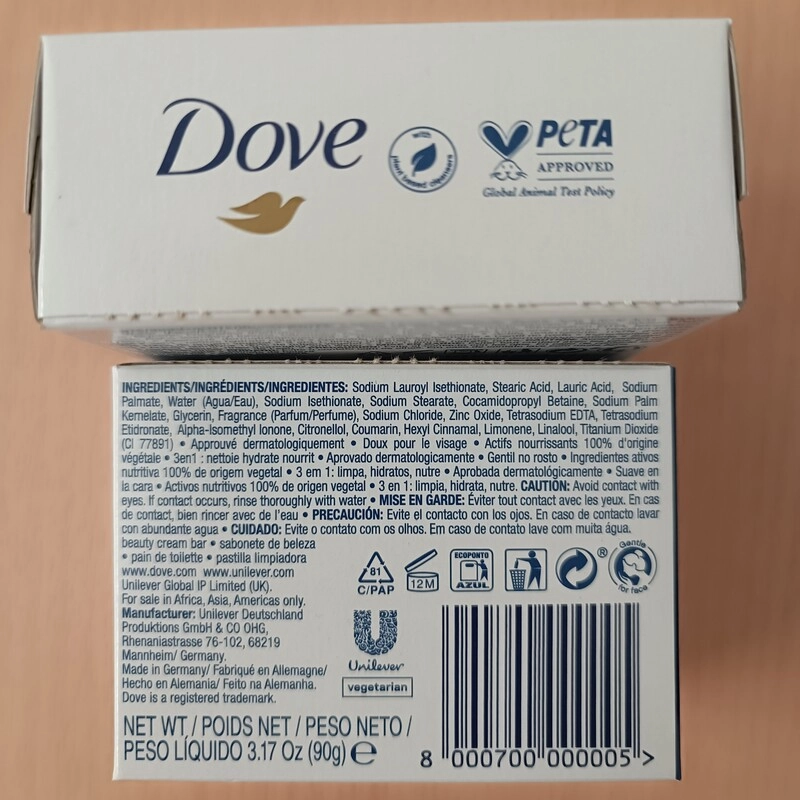 Dove
with
plant based cleansers
PeTA
APPROVED
Global Animal Test Policy
INGREDIENTS/INGRÉDIENTS/INGREDIENTES: Sodium Lauroyl Isethionate, Stearic Acid, Lauric Acid, Sodium
Palmate, Water (Agua/Eau), Sodium Isethionate, Sodium Stearate, Cocamidopropyl Betaine, Sodium Palm
Kernelate, Glycerin, Fragrance (Parfum/Perfume), Sodium Chloride, Zinc Oxide, Tetrasodium EDTA, Tetrasodium
Etidronate, Alpha-Isomethyl Ionone, Citronellol, Coumarin, Hexyl Cinnamal, Limonene, Linalool, Titanium Dioxide
(CI 77891) • Approuvé dermatologiquement • Doux pour le visage • Actifs nourrissants 100% d'origine
végétale • 3en1 : nettoie hydrate nourrit • Aprovado dermatologicamente • Gentil no rosto • Ingredientes ativos
nutritiva 100% de origem vegetal • 3 em 1: limpa, hidratos, nutre • Aprobada dermatológicamente • Suave en
la cara • Activos nutritivos 100% de origen vegetal • 3 en 1: limpia, hidrata, nutre. CAUTION: Avoid contact with
eyes. If contact occurs, rinse thoroughly with water • MISE EN GARDE: Éviter tout contact avec les yeux. En cas
de contact, bien rincer avec de l'eau • PRECAUCIÓN: Evite el contacto con los ojos. En caso de contacto lavar
con abundante agua • CUIDADO: Evite o contato com os olhos. Em caso de contato lave com muita água.
beauty cream bar • sabonete de beleza
• pain de toilette • pastilla limpiadora
www.dove.com www.unilever.com
Unilever Global IP Limited (UK).
For sale in Africa, Asia, Americas only.
Manufacturer: Unilever Deutschland
Produktions GmbH & CO OHG,
Rhenaniastrasse 76-102, 68219
Mannheim/ Germany.
Made in Germany/ Fabriqué en Allemagne/
Hecho en Alemania/ Feito na Alemanha.
Dove is a registered trademark.
NET WT. / POIDS NET / PESO NETO /
PESO LÍQUIDO 3.17 Oz (90g) ℮
81
C/PAP
12M
ECOPONTO
AZUL
®
Gentle
for face
Unilever
vegetarian
8 000700 000005 >